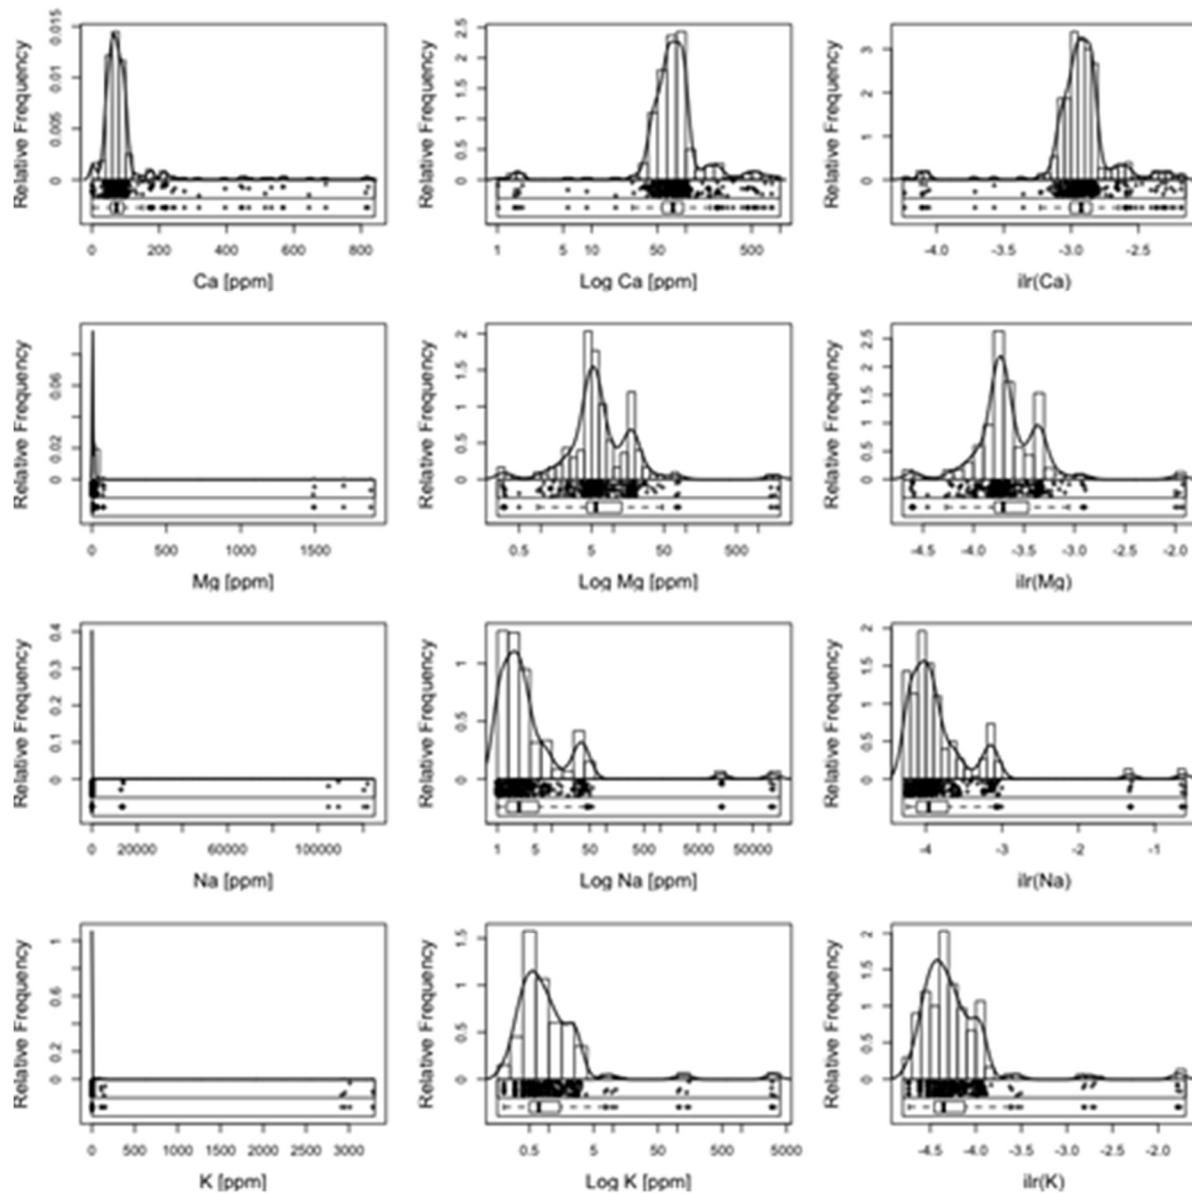 Relative Frequency
0.015
0.01
0.005
0
0 200 400 600 800
Ca [ppm]
Relative Frequency
2.5
2
1.5
1
0.5
0
1 5 10 50 500
Log Ca [ppm]
Relative Frequency
3
2
1
0
-4.0 -3.5 -3.0 -2.5
ilr(Ca)
Relative Frequency
0.06
0.02
0
0 500 1000 1500
Mg [ppm]
Relative Frequency
2
1.5
1
0.5
0
0.5 5 50 500
Log Mg [ppm]
Relative Frequency
2.5
2
1.5
1
0.5
0
-4.5 -4.0 -3.5 -3.0 -2.5 -2.0
ilr(Mg)
Relative Frequency
0.4
0.3
0.2
0.1
0
0 20000 60000 100000
Na [ppm]
Relative Frequency
1
0.5
0
1 5 50 500 5000 50000
Log Na [ppm]
Relative Frequency
2
1.5
1
0.5
0
-4 -3 -2 -1
ilr(Na)
Relative Frequency
1
0.6
0.2
0
0 500 1000 1500 2000 2500 3000
K [ppm]
Relative Frequency
1.5
1
0.5
0
0.5 5 50 500 5000
Log K [ppm]
Relative Frequency
2
1.5
1
0.5
0
-4.5 -4.0 -3.5 -3.0 -2.5 -2.0
ilr(K)